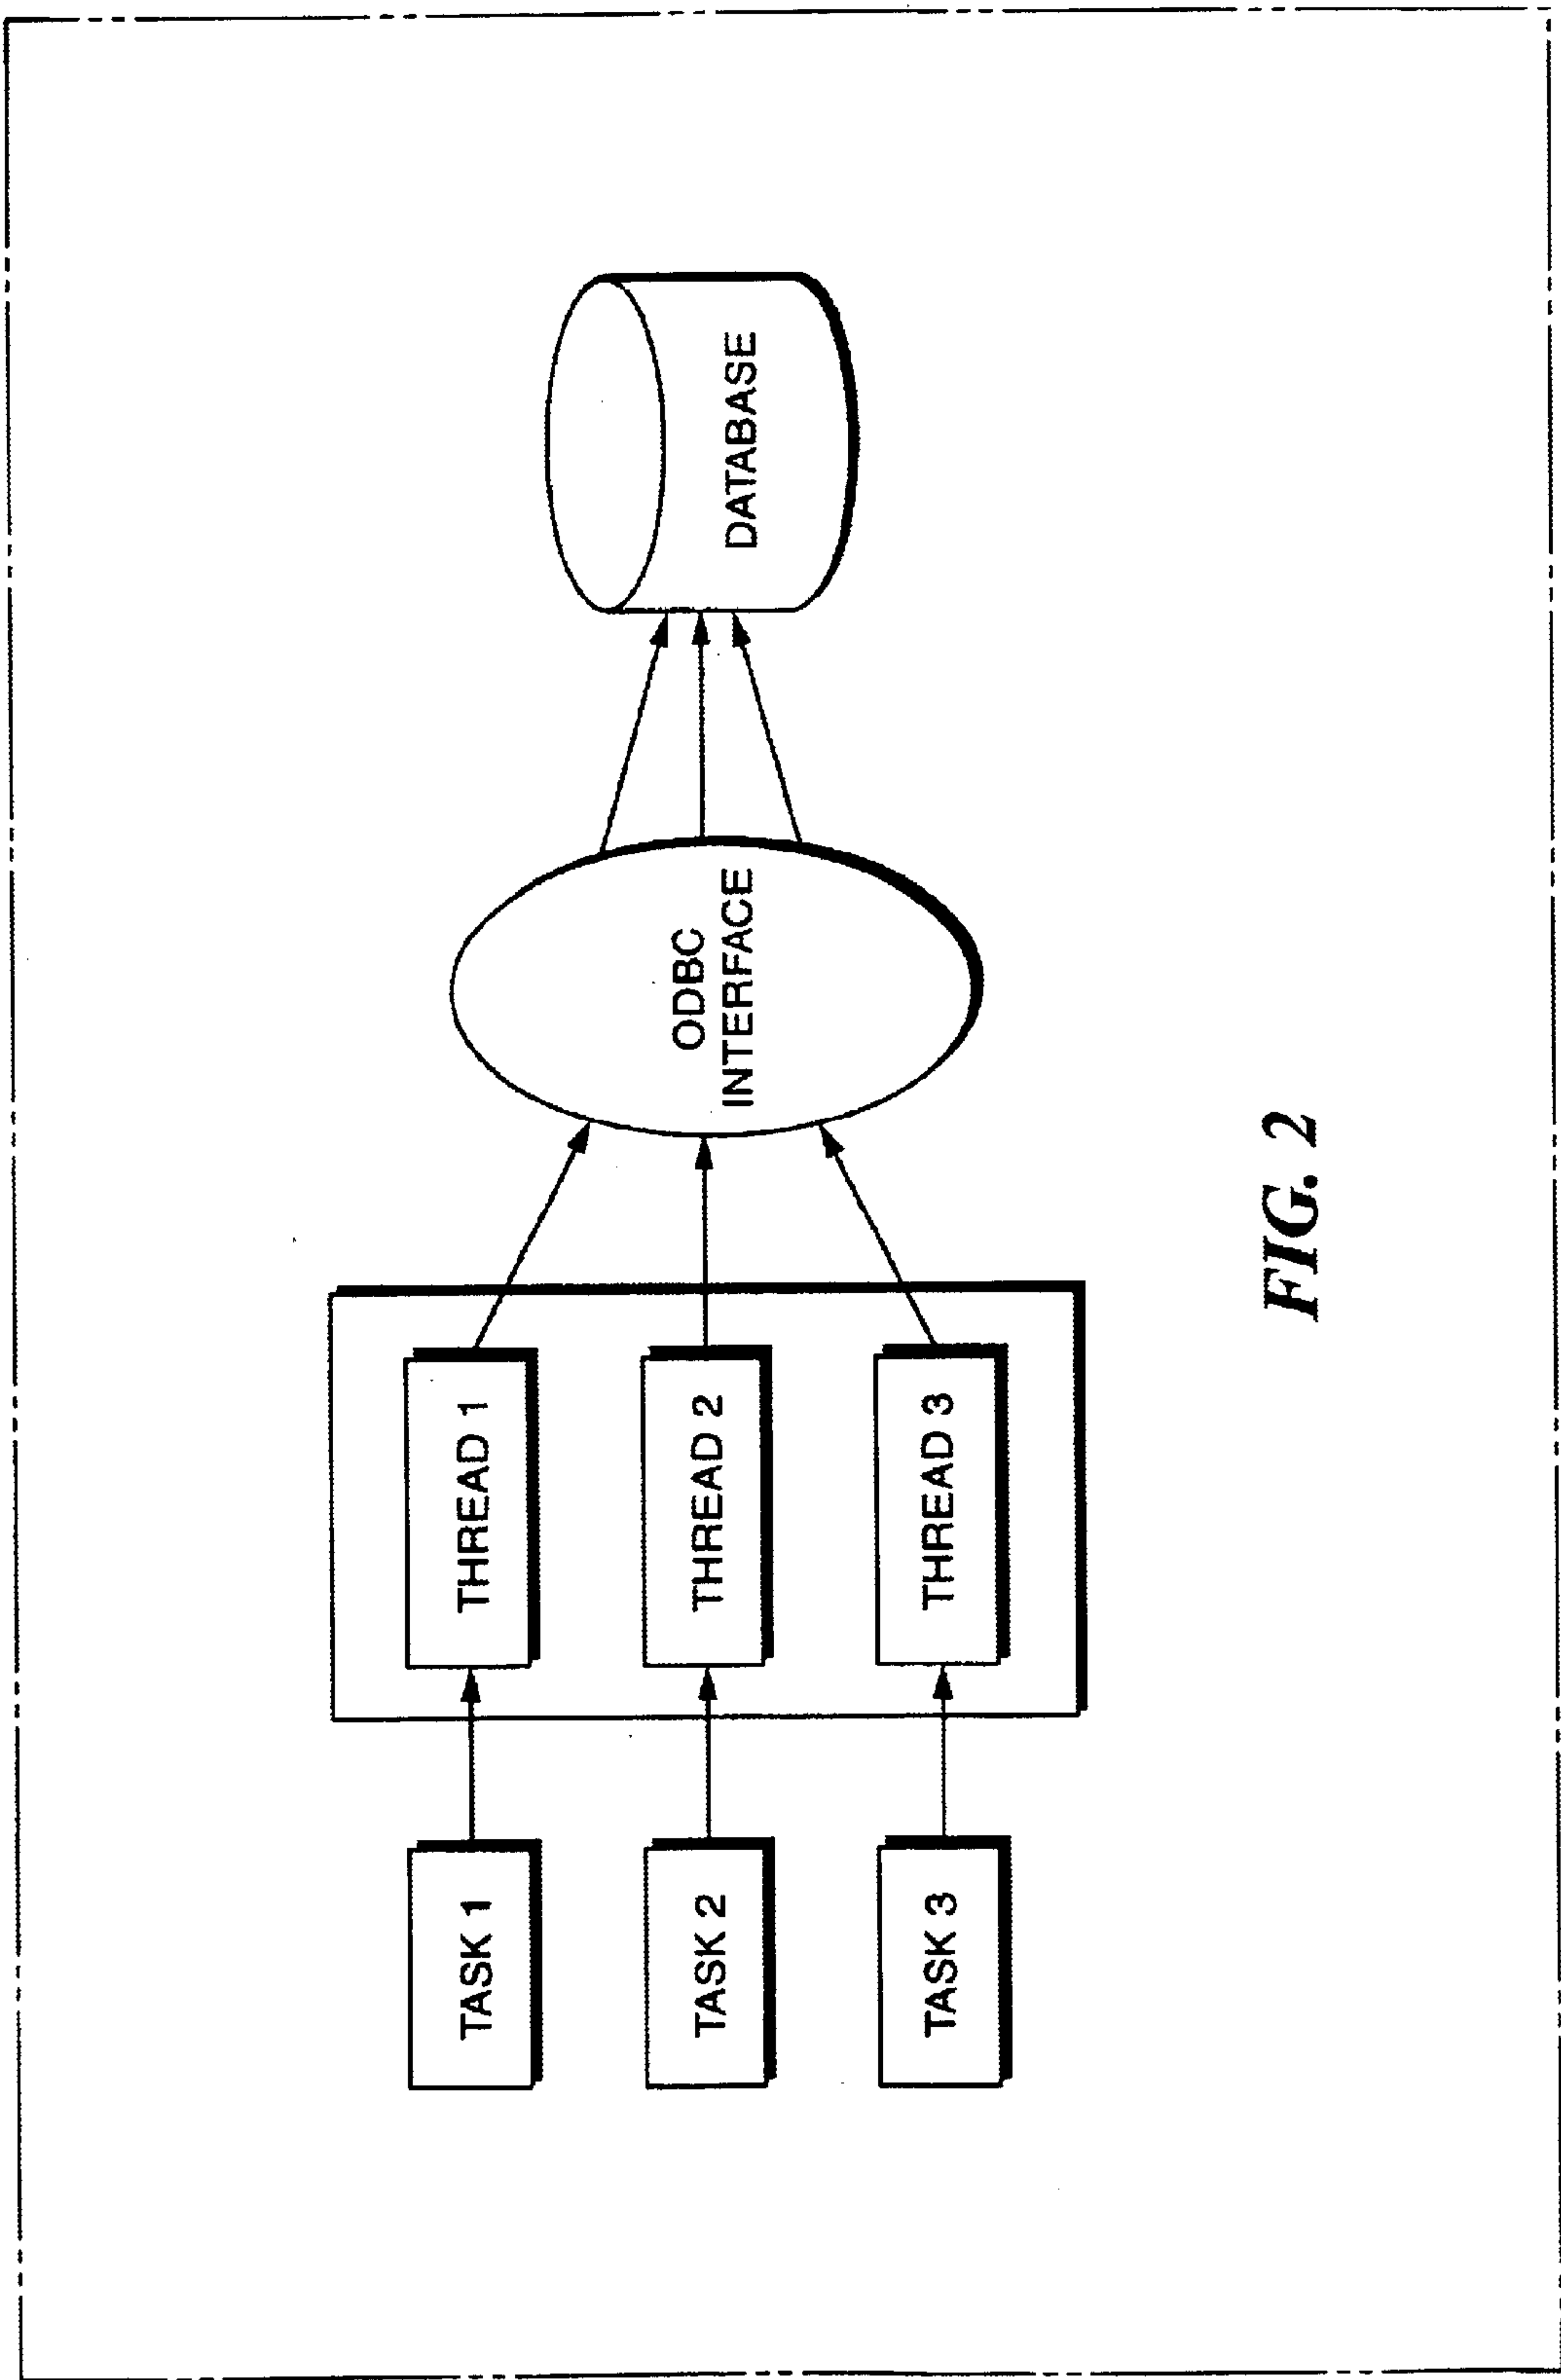 TASK 1
THREAD 1
TASK 2
THREAD 2
TASK 3
THREAD 3
ODBC
INTERFACE
DATABASE
FIG. 2